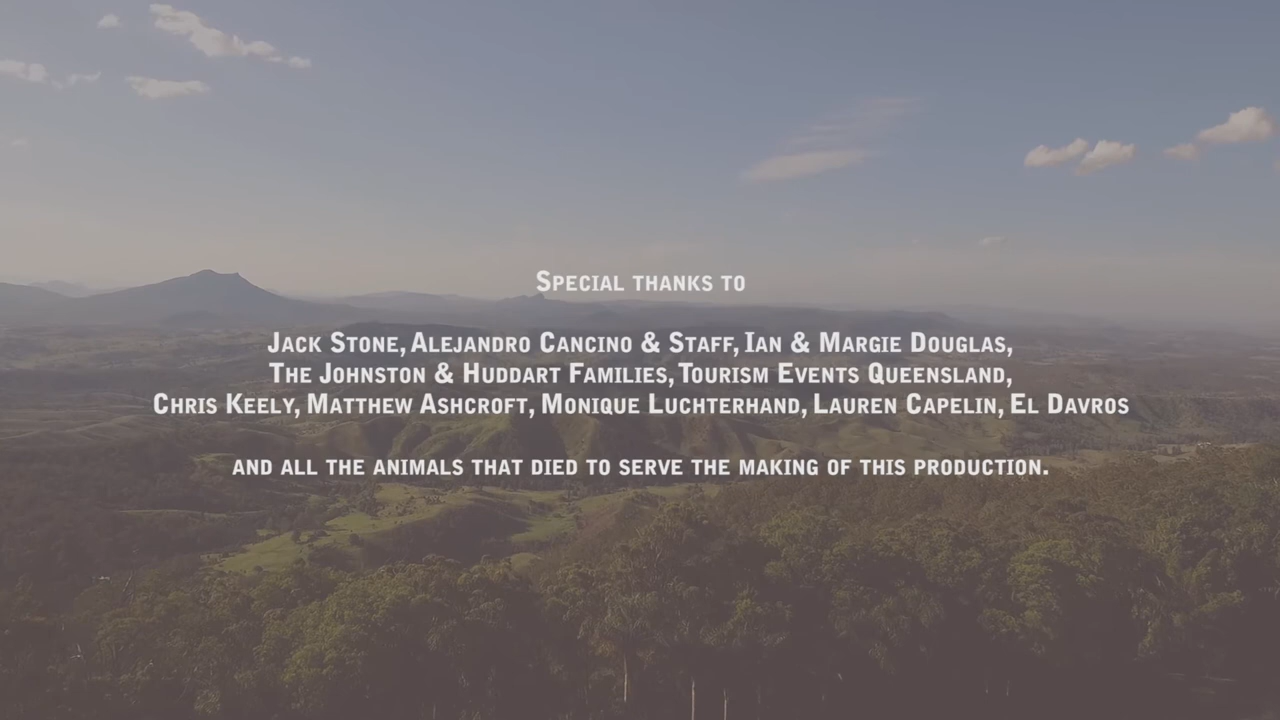 Special thanks to
Jack Stone, Alejandro Cancino & Staff, Ian & Margie Douglas,
The Johnston & Huddart Families, Tourism Events Queensland,
Chris Keely, Matthew Ashcroft, Monique Luchterhand, Lauren Capelin, El Davros
and all the animals that died to serve the making of this production.